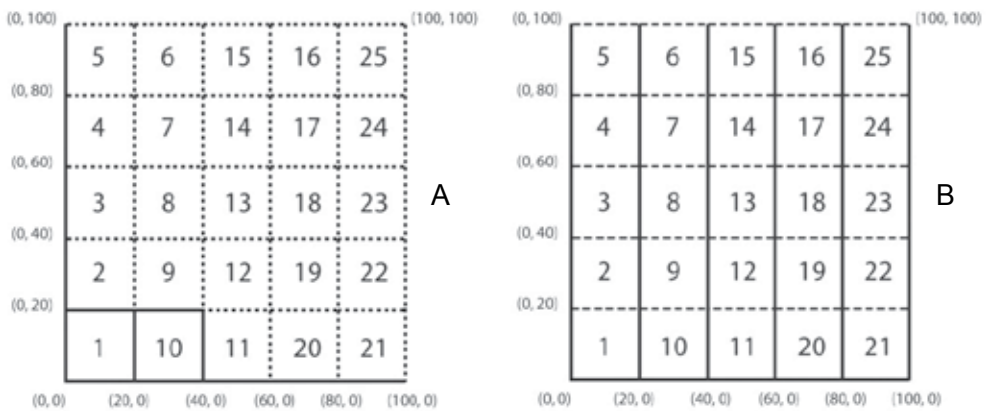 (0, 100) (100, 100) (0, 100) (100, 100)
5 6 15 16 25 5 6 15 16 25
(0, 80) (0, 80)
4 7 14 17 24 4 7 14 17 24
(0, 60) (0, 60)
3 8 13 18 23 A 3 8 13 18 23 B
(0, 40) (0, 40)
2 9 12 19 22 2 9 12 19 22
(0, 20) (0, 20)
1 10 11 20 21 1 10 11 20 21
(0, 0) (20, 0) (40, 0) (60, 0) (80, 0) (100, 0) (0, 0) (20, 0) (40, 0) (60, 0) (80, 0) (100, 0)